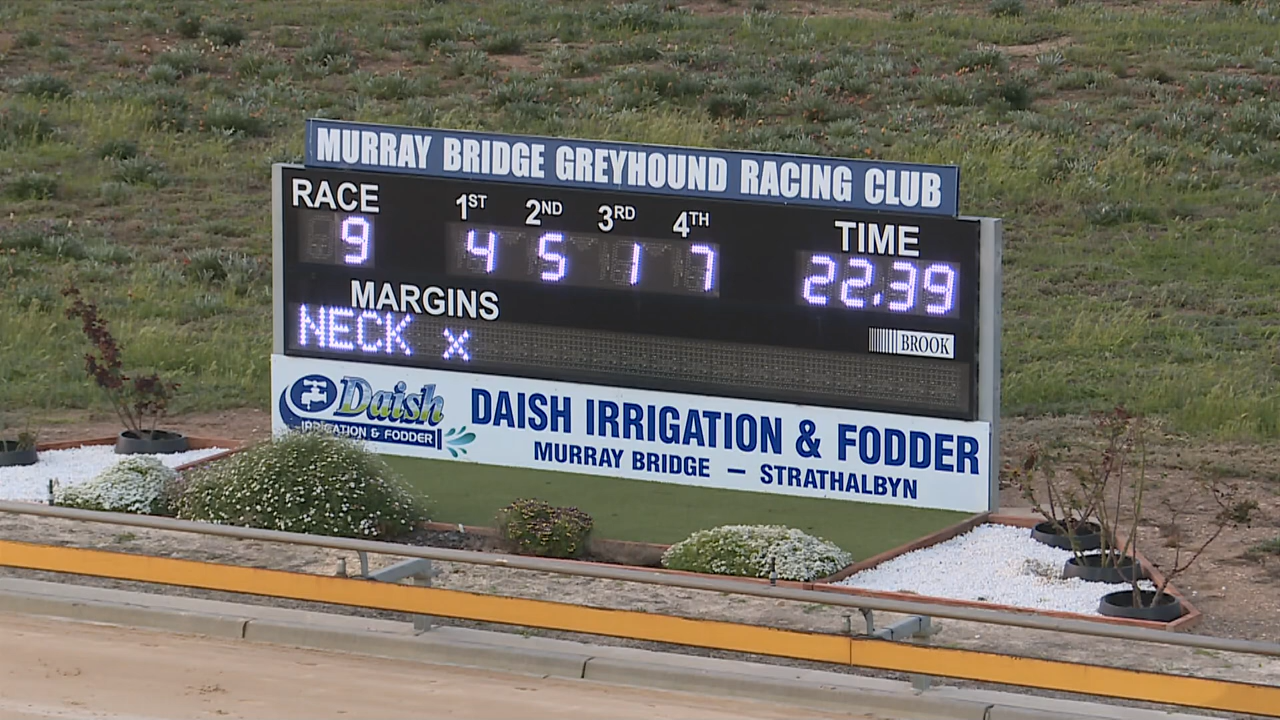 MURRAY BRIDGE GREYHOUND RACING CLUB
RACE 1ST 2ND 3RD 4TH TIME
9 4 5 1 7 22.39
MARGINS
NECK x
BROOK
Daish
IRRIGATION & FODDER
DAISH IRRIGATION & FODDER
MURRAY BRIDGE – STRATHALBYN